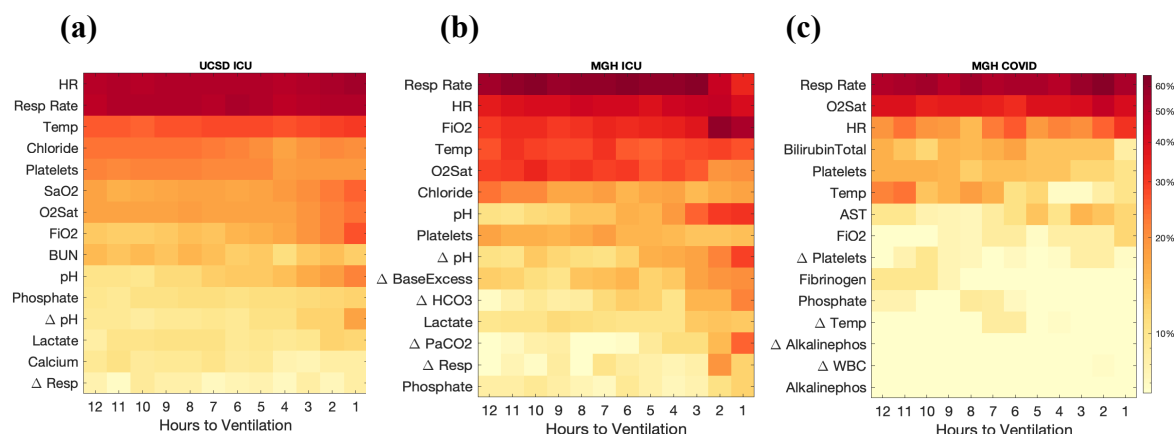 (a)
UCSD ICU
HR
Resp Rate
Temp
Chloride
Platelets
SaO2
O2Sat
FiO2
BUN
pH
Phosphate
Δ pH
Lactate
Calcium
Δ Resp
12 11 10 9 8 7 6 5 4 3 2 1
Hours to Ventilation
(b)
MGH ICU
Resp Rate
HR
FiO2
Temp
O2Sat
Chloride
pH
Platelets
Δ pH
Δ BaseExcess
Δ HCO3
Lactate
Δ PaCO2
Δ Resp
Phosphate
12 11 10 9 8 7 6 5 4 3 2 1
Hours to Ventilation
(c)
MGH COVID
Resp Rate
O2Sat
HR
BilirubinTotal
Platelets
Temp
AST
FiO2
Δ Platelets
Fibrinogen
Phosphate
Δ Temp
Δ Alkalinephos
Δ WBC
Alkalinephos
12 11 10 9 8 7 6 5 4 3 2 1
Hours to Ventilation
60%
50%
40%
30%
20%
10%